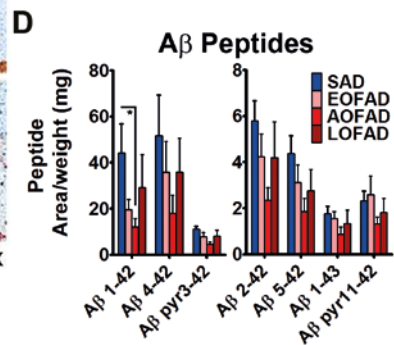 D
Aβ Peptides
Peptide
Area/weight (mg)
80
60
40
20
0
*
Aβ 1-42
Aβ 4-42
Aβ pyr3-42
8
6
4
2
0
SAD
EOFAD
AOFAD
LOFAD
Aβ 2-42
Aβ 5-42
Aβ 1-43
Aβ pyr11-42